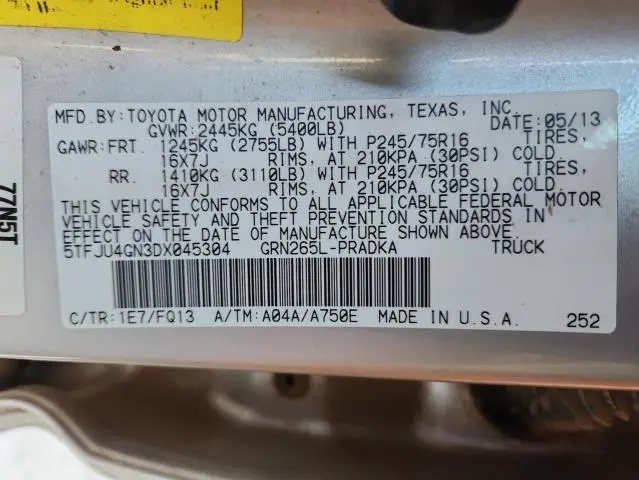 MFD.BY:TOYOTA MOTOR MANUFACTURING, TEXAS, INC.
GVWR:2445KG (5400LB) DATE:05/13
GAWR:FRT. 1245KG (2755LB) WITH P245/75R16 TIRES,
16X7J RIMS, AT 210KPA (30PSI) COLD.
RR. 1410KG (3110LB) WITH P245/75R16 TIRES,
16X7J RIMS, AT 210KPA (30PSI) COLD.
THIS VEHICLE CONFORMS TO ALL APPLICABLE FEDERAL MOTOR
VEHICLE SAFETY AND THEFT PREVENTION STANDARDS IN
EFFECT ON THE DATE OF MANUFACTURE SHOWN ABOVE.
5TFJU4GN3DX045304 GRN265L-PRADKA TRUCK
C/TR:1E7/FQ13 A/TM:A04A/A750E MADE IN U.S.A. 252
77N5T